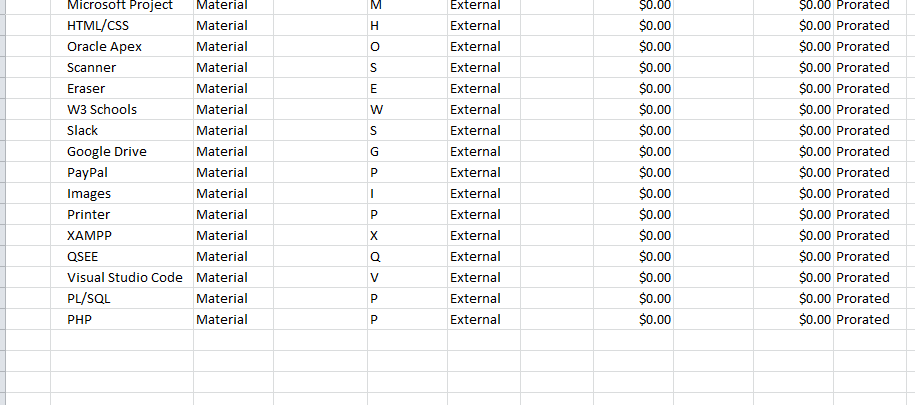 Microsoft Project Material M External $0.00 $0.00 Prorated
HTML/CSS Material H External $0.00 $0.00 Prorated
Oracle Apex Material O External $0.00 $0.00 Prorated
Scanner Material S External $0.00 $0.00 Prorated
Eraser Material E External $0.00 $0.00 Prorated
W3 Schools Material W External $0.00 $0.00 Prorated
Slack Material S External $0.00 $0.00 Prorated
Google Drive Material G External $0.00 $0.00 Prorated
PayPal Material P External $0.00 $0.00 Prorated
Images Material I External $0.00 $0.00 Prorated
Printer Material P External $0.00 $0.00 Prorated
XAMPP Material X External $0.00 $0.00 Prorated
QSEE Material Q External $0.00 $0.00 Prorated
Visual Studio Code Material V External $0.00 $0.00 Prorated
PL/SQL Material P External $0.00 $0.00 Prorated
PHP Material P External $0.00 $0.00 Prorated